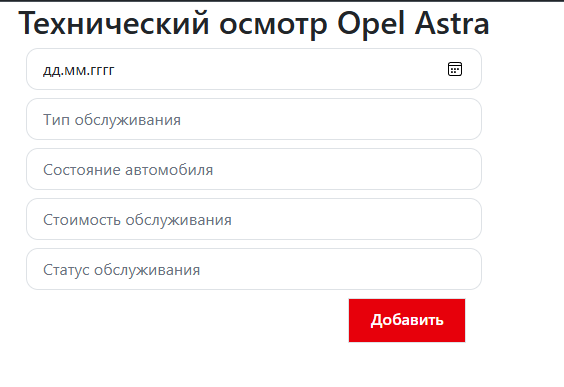 Технический осмотр Opel Astra
дд.мм.гггг
Тип обслуживания
Состояние автомобиля
Стоимость обслуживания
Статус обслуживания
Добавить